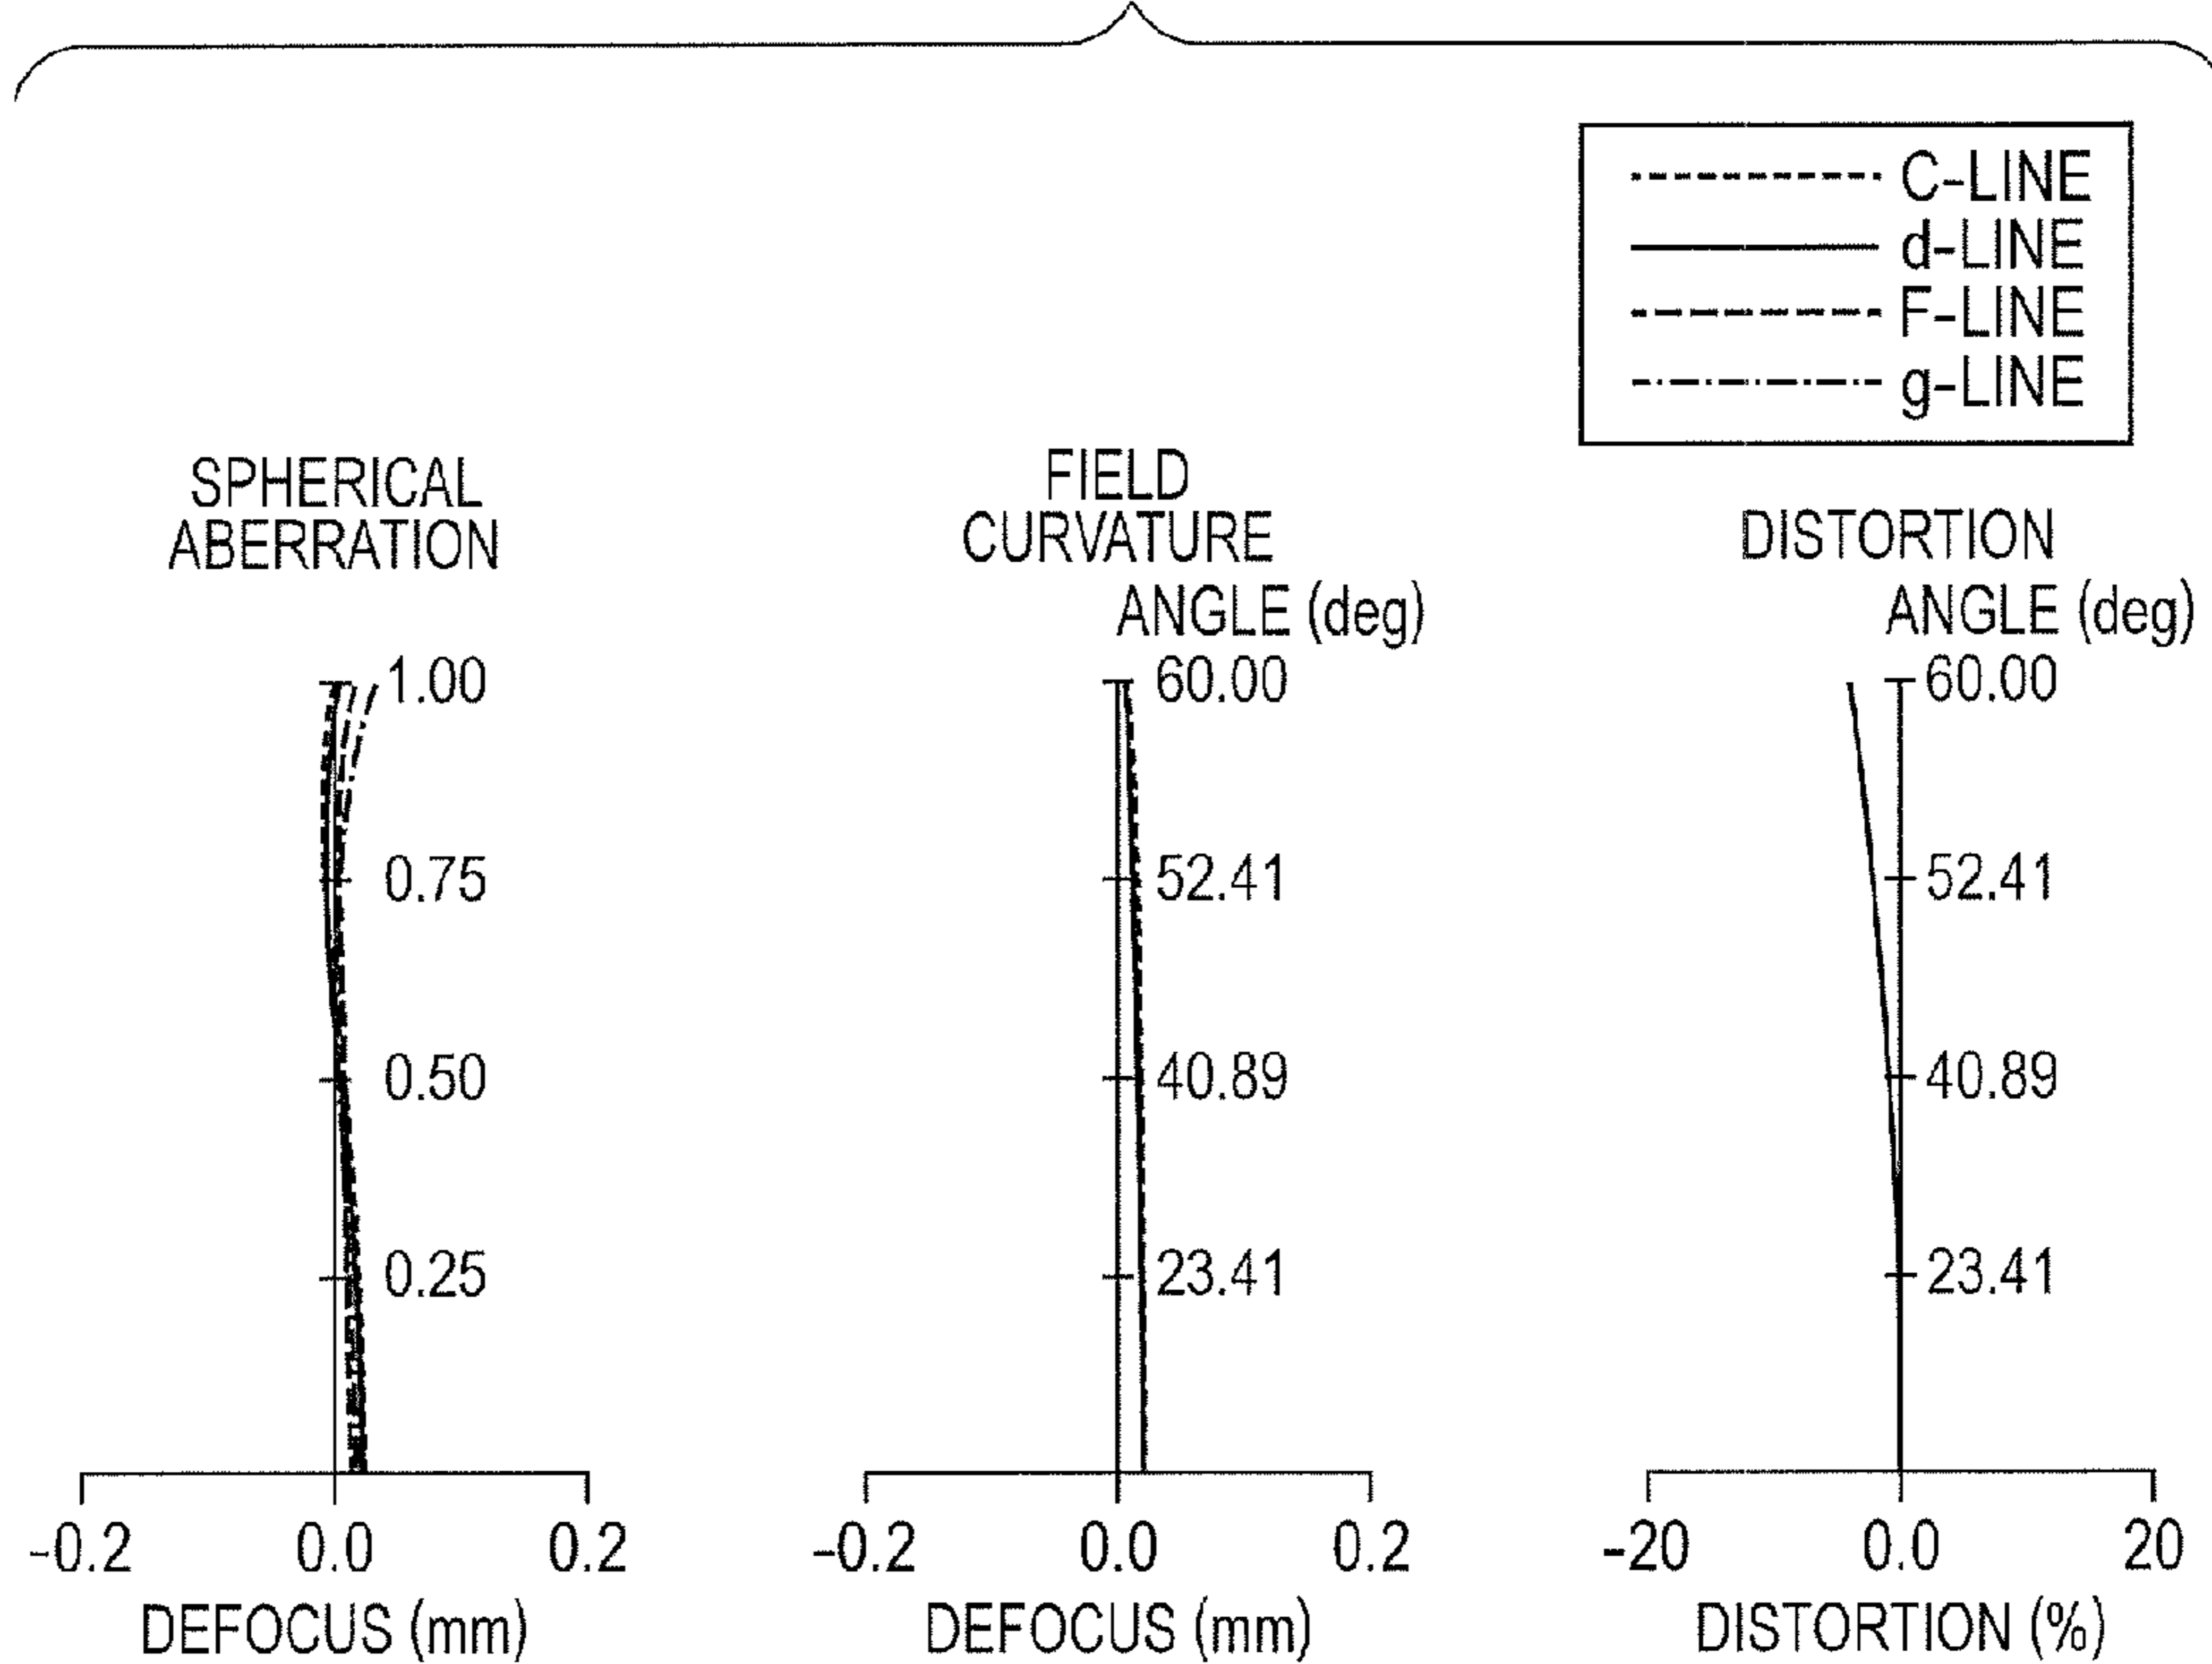 C-LINE
d-LINE
F-LINE
g-LINE
SPHERICAL
ABERRATION
1.00
0.75
0.50
0.25
-0.2 0.0 0.2
DEFOCUS (mm)
FIELD
CURVATURE
ANGLE (deg)
60.00
52.41
40.89
23.41
-0.2 0.0 0.2
DEFOCUS (mm)
DISTORTION
ANGLE (deg)
60.00
52.41
40.89
23.41
-20 0.0 20
DISTORTION (%)